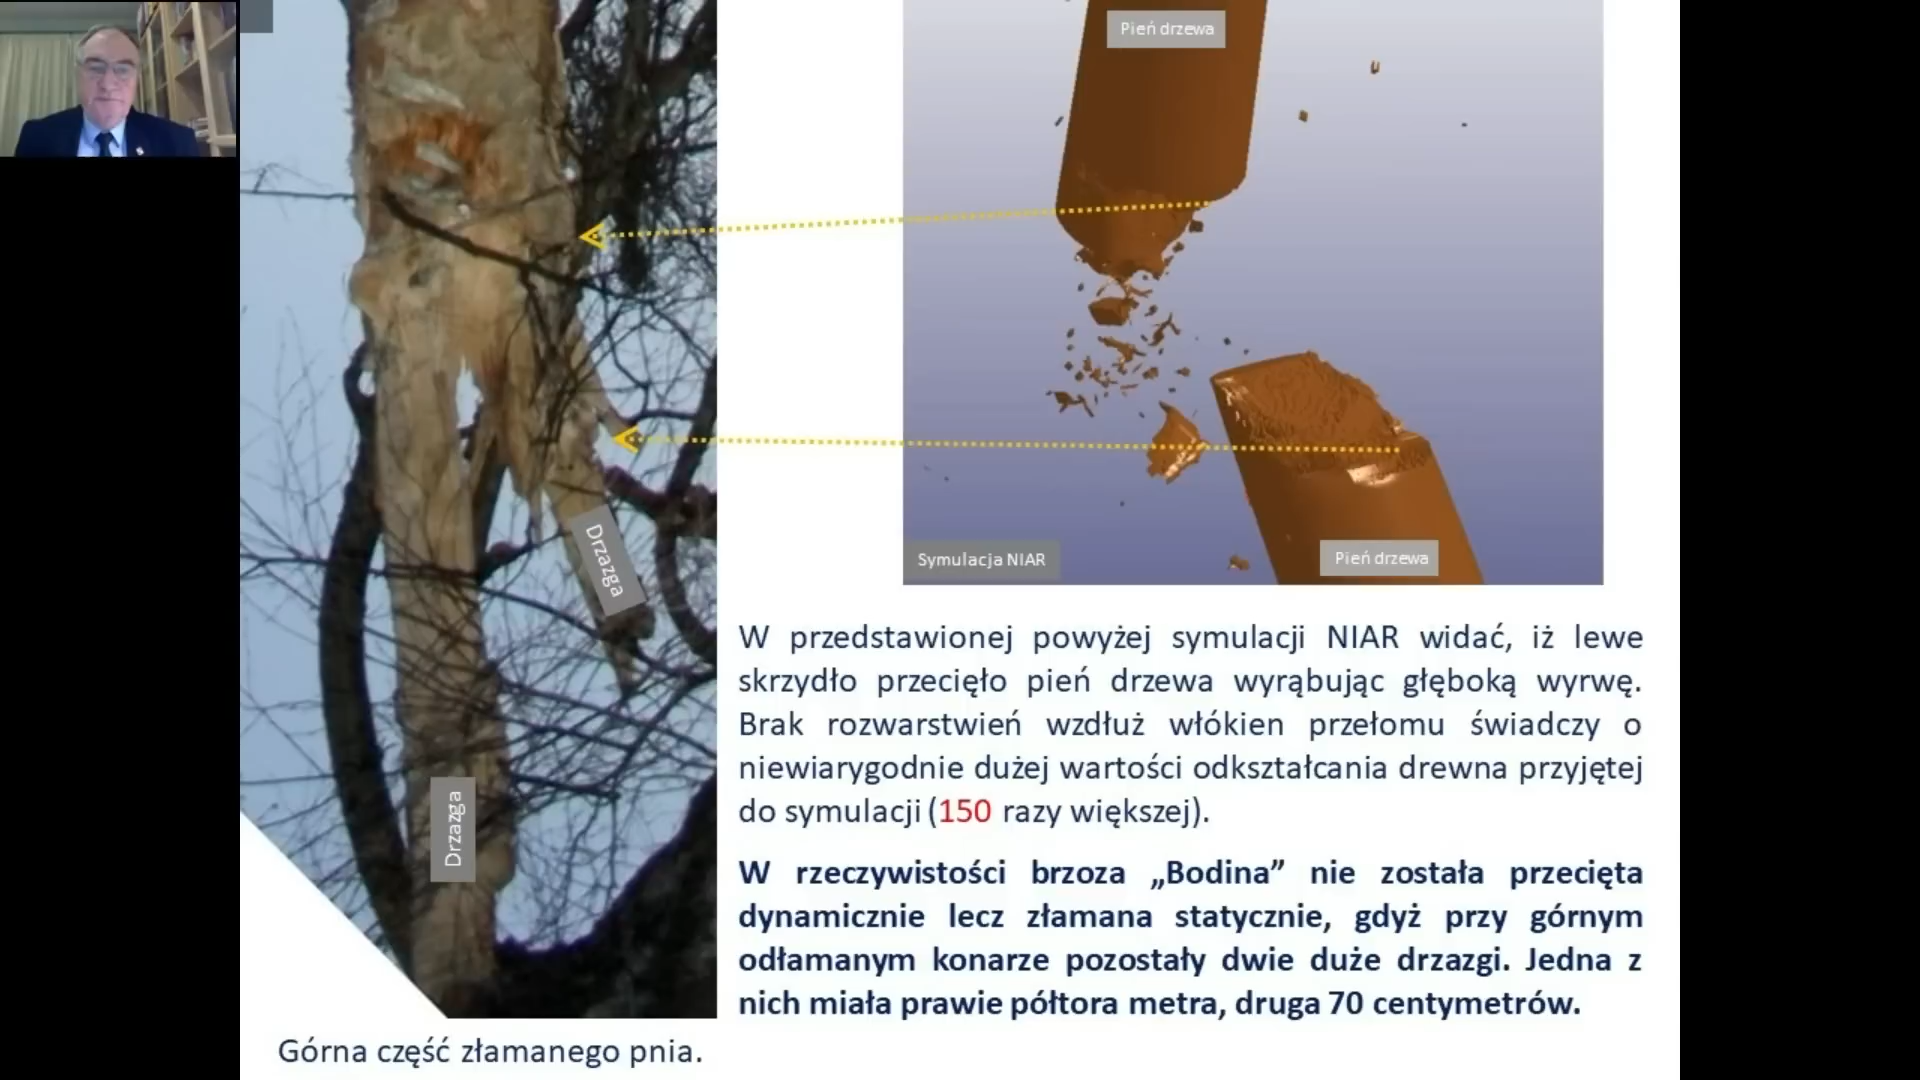 Pień drzewa
Drzazga
Drzazga
Symulacja NIAR
Pień drzewa
W przedstawionej powyżej symulacji NIAR widać, iż lewe
skrzydło przecięło pień drzewa wyrąbując głęboką wyrwę.
Brak rozwarstwień wzdłuż włókien przełomu świadczy o
niewiarygodnie dużej wartości odkształcania drewna przyjętej
do symulacji (150 razy większej).
W rzeczywistości brzoza „Bodina” nie została przecięta
dynamicznie lecz złamana statycznie, gdyż przy górnym
odłamanym konarze pozostały dwie duże drzazgi. Jedna z
nich miała prawie półtora metra, druga 70 centymetrów.
Górna część złamanego pnia.